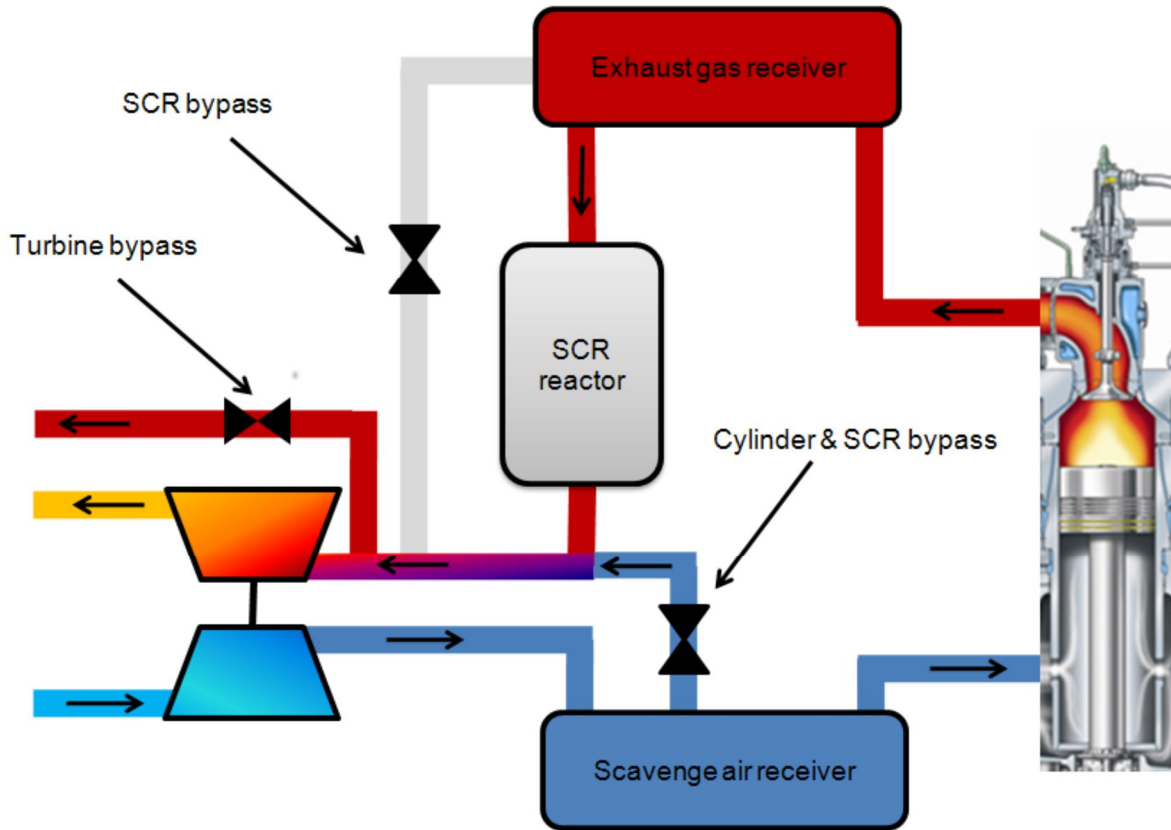 Exhaust gas receiver
SCR bypass
Turbine bypass
SCR
reactor
Cylinder & SCR bypass
Scavenge air receiver